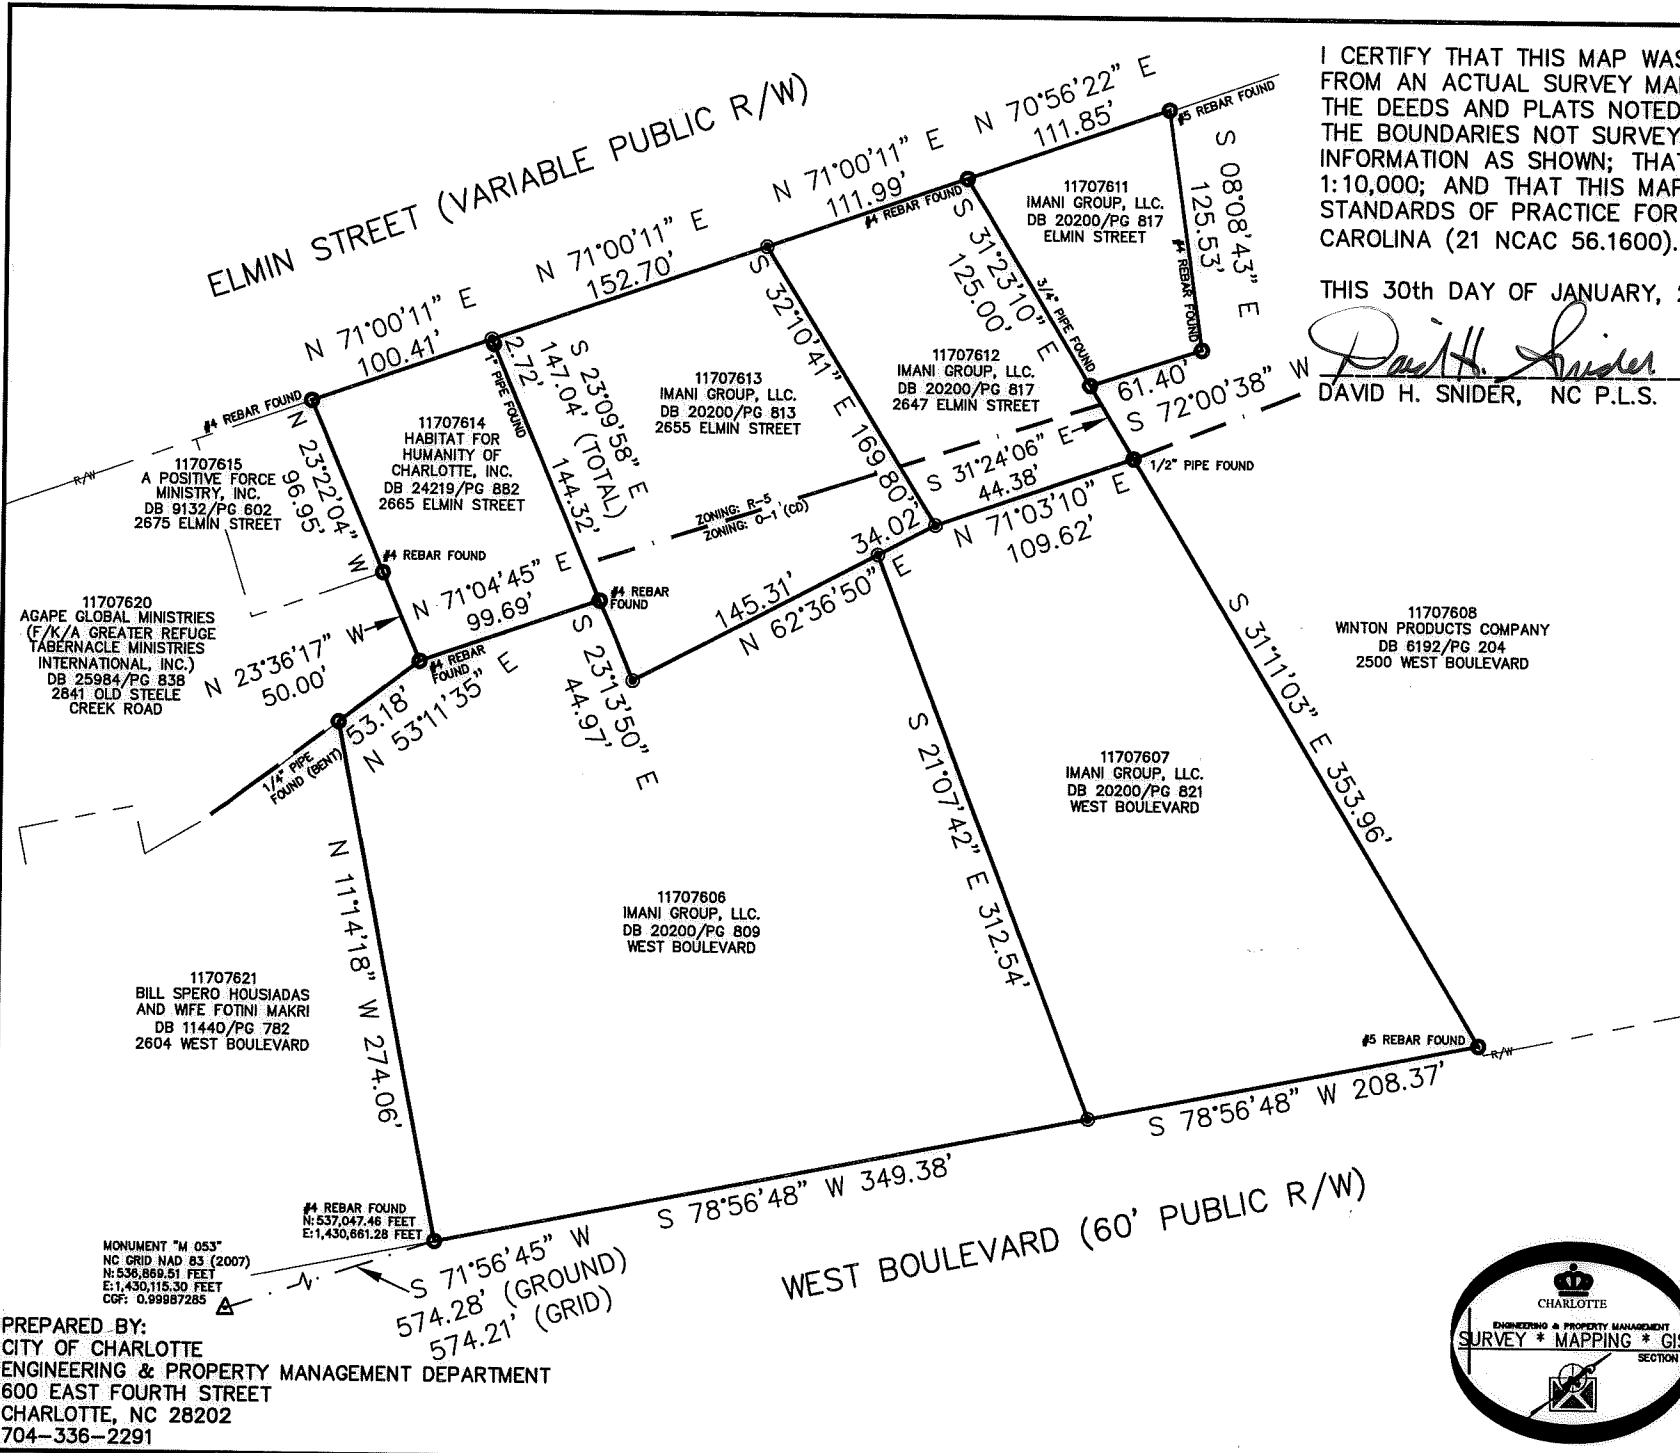 I CERTIFY THAT THIS MAP WAS
FROM AN ACTUAL SURVEY
THE DEEDS AND PLATS NOTED
THE BOUNDARIES NOT
INFORMATION AS SHOWN;
1:10,000; AND THAT THIS MAP
STANDARDS OF PRACTICE FOR
CAROLINA (21 NCAC 56.1600).
THIS 30th DAY OF JANUARY,
David H. Snider
DAVID H. SNIDER, NC P.L.S.
ELMIN STREET (VARIABLE PUBLIC R/W)
N 70°56'22" E
111.85'
#5 REBAR FOUND
N 71°00'11" E
111.99'
#4 REBAR FOUND
S 08°08'43" E
125.53'
#4 REBAR FOUND
11707611
IMANI GROUP, LLC.
DB 20200/PG 817
ELMIN STREET
N 71°00'11" E
152.70'
S 31°23'10" E
125.00'
3/4" PIPE FOUND
N 71°00'11" E
100.41'
#4 REBAR FOUND
S 32°10'41" E 169.80'
11707612
IMANI GROUP, LLC.
DB 20200/PG 817
2647 ELMIN STREET
61.40'
S 72°00'38" W
2.72'
1" PIPE FOUND
S 23°09'58" E
147.04' (TOTAL)
144.32'
11707613
IMANI GROUP, LLC.
DB 20200/PG 813
2655 ELMIN STREET
11707614
HABITAT FOR
HUMANITY OF
CHARLOTTE, INC.
DB 24219/PG 882
2665 ELMIN STREET
N 23°22'04" W
96.95'
R/W
11707615
A POSITIVE FORCE
MINISTRY, INC.
DB 9132/PG 602
2675 ELMIN STREET
#4 REBAR FOUND
ZONING: R-5
ZONING: O-1 (CD)
S 31°24'06" E
44.38'
1/2" PIPE FOUND
34.02'
N 71°03'10" E
109.62'
N 71°04'45" E
99.69'
#4 REBAR
FOUND
145.31'
N 62°36'50" E
11707620
AGAPE GLOBAL MINISTRIES
(F/K/A GREATER REFUGE
TABERNACLE MINISTRIES
INTERNATIONAL, INC.)
DB 25984/PG 838
2841 OLD STEELE
CREEK ROAD
N 23°36'17" W
50.00'
#4 REBAR
FOUND
53.18'
N 53°11'35" E
S 23°13'50" E
44.97'
1/4" PIPE
FOUND (BENT)
S 31°11'03" E 353.96'
11707608
WINTON PRODUCTS COMPANY
DB 6192/PG 204
2500 WEST BOULEVARD
S 21°07'42" E 312.54'
11707607
IMANI GROUP, LLC.
DB 20200/PG 821
WEST BOULEVARD
11707606
IMANI GROUP, LLC.
DB 20200/PG 809
WEST BOULEVARD
N 11°14'18" W 274.06'
11707621
BILL SPERO HOUSIADAS
AND WIFE FOTINI MAKRI
DB 11440/PG 782
2604 WEST BOULEVARD
#5 REBAR FOUND
R/W
S 78°56'48" W 208.37'
S 78°56'48" W 349.38'
WEST BOULEVARD (60' PUBLIC R/W)
#4 REBAR FOUND
N:537,047.46 FEET
E:1,430,661.28 FEET
MONUMENT "M 053"
NC GRID NAD 83 (2007)
N:536,869.51 FEET
E:1,430,115.30 FEET
CGF: 0.99987285
N
S 71°56'45" W
574.28' (GROUND)
574.21' (GRID)
PREPARED BY:
CITY OF CHARLOTTE
ENGINEERING & PROPERTY MANAGEMENT DEPARTMENT
600 EAST FOURTH STREET
CHARLOTTE, NC 28202
704-336-2291
CHARLOTTE
ENGINEERING & PROPERTY MANAGEMENT
SURVEY * MAPPING * GIS
SECTION